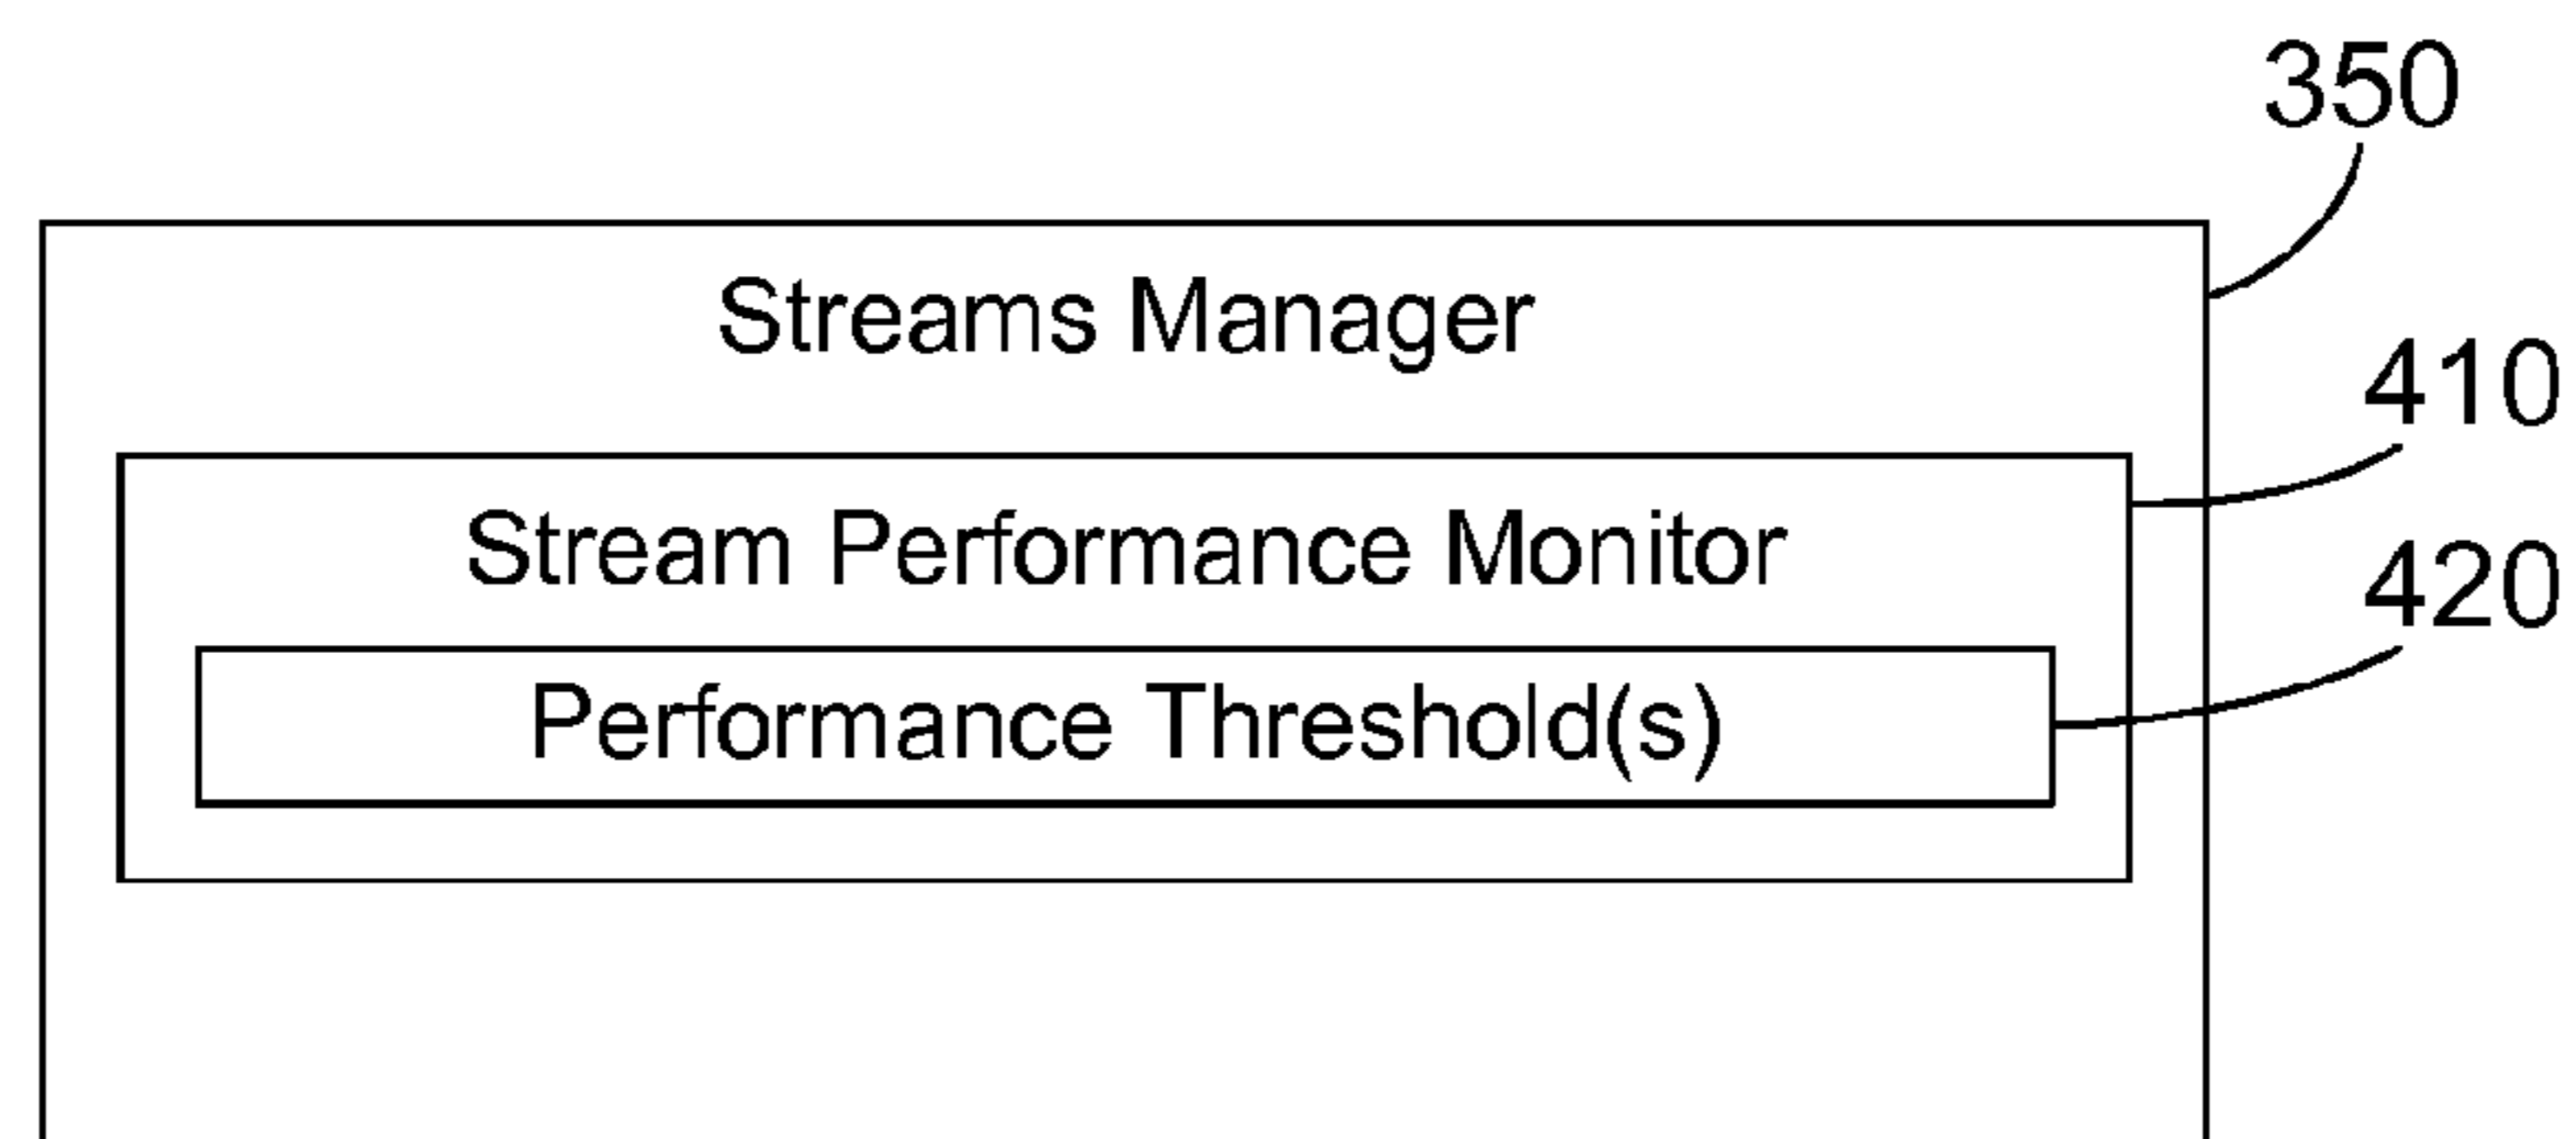 350
Streams Manager
410
Stream Performance Monitor
420
Performance Threshold(s)